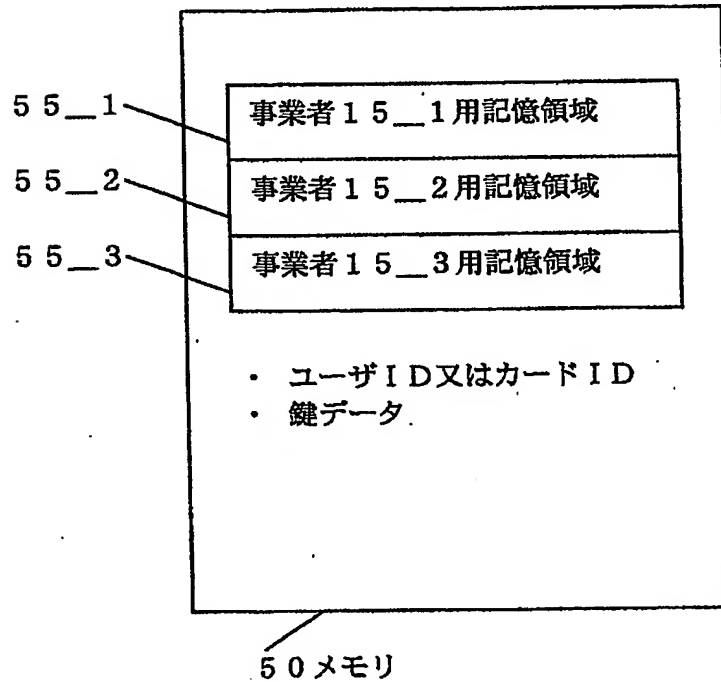 55＿1
事業者１５＿１用記憶領域
55＿2
事業者１５＿２用記憶領域
55＿3
事業者１５＿３用記憶領域
・ ユーザＩＤ又はカードＩＤ
・ 鍵データ
５０メモリ